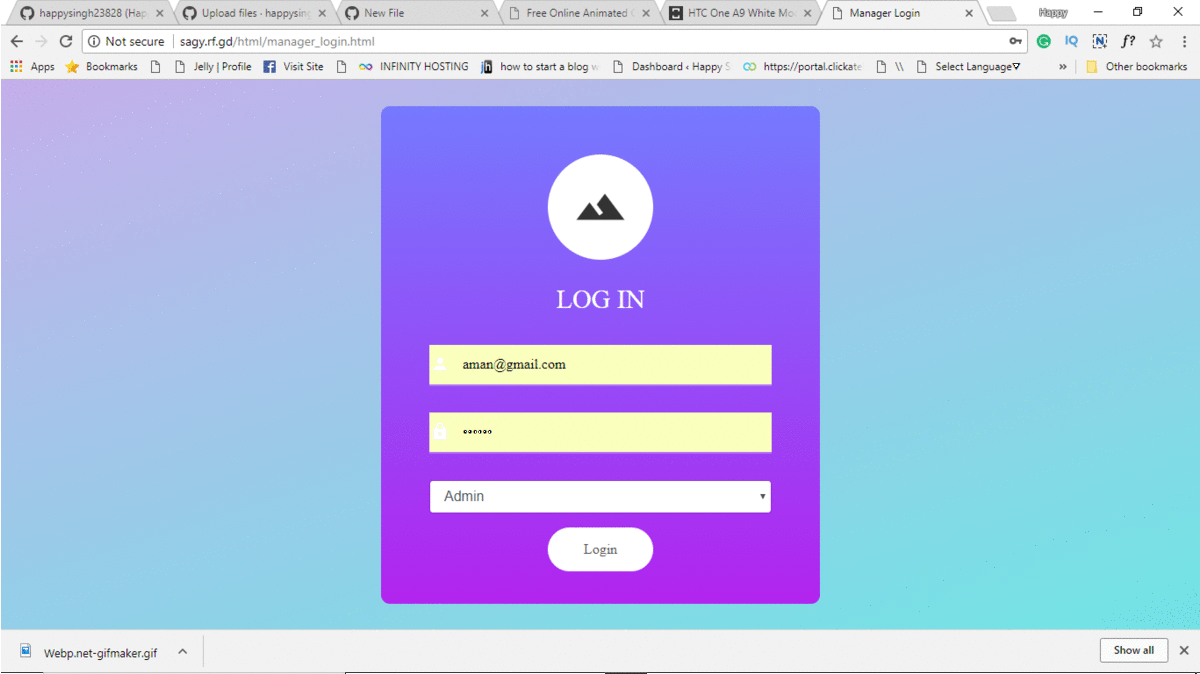 happysingh23828 (Hap
Upload files · happysing
New File
Free Online Animated
HTC One A9 White Mo
Manager Login
Happy
Not secure
sagy.rf.gd/html/manager_login.html
IQ
N
f?
Apps
Bookmarks
Jelly | Profile
Visit Site
INFINITY HOSTING
how to start a blog
Dashboard ‹ Happy S
https://portal.clickate
\\
Select Language▽
»
Other bookmarks
LOG IN
aman@gmail.com
Admin
Login
Webp.net-gifmaker.gif
Show all